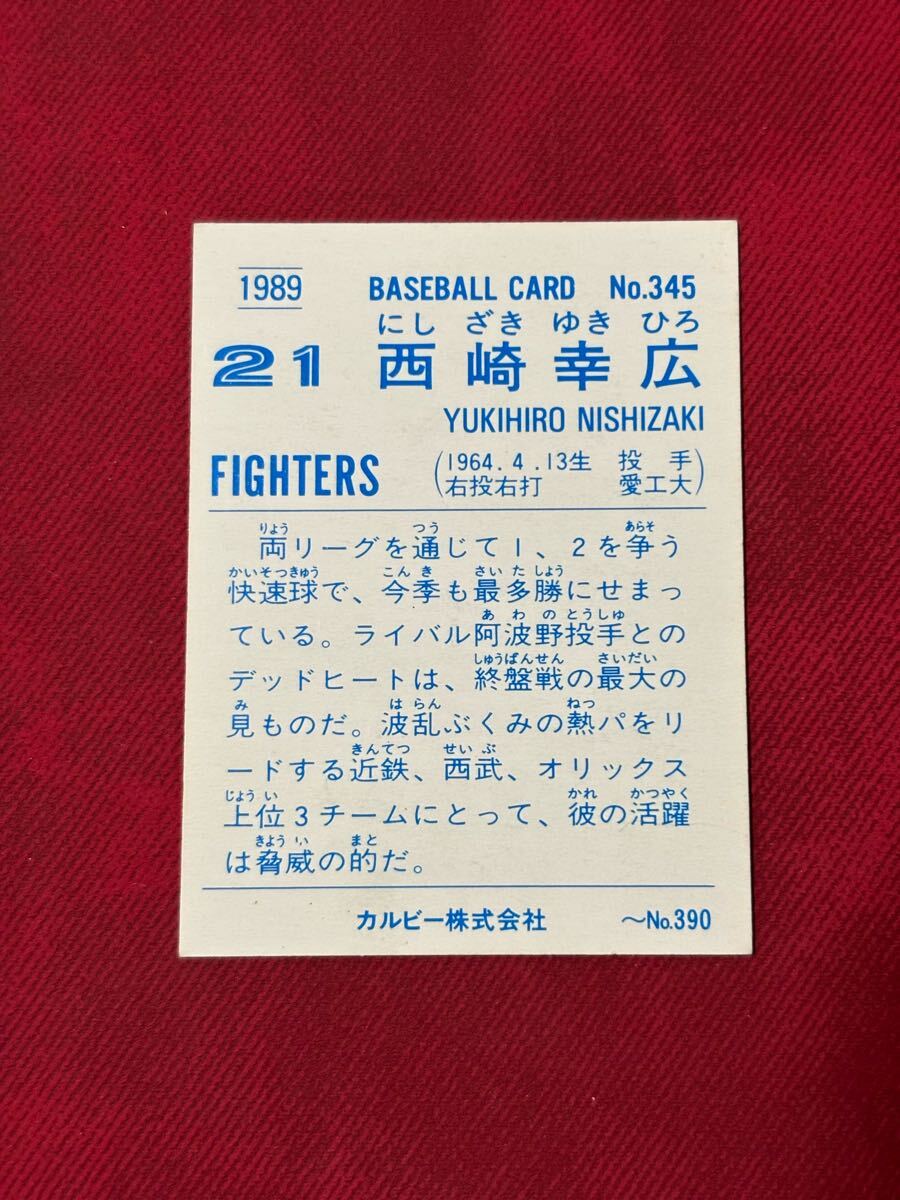 1989 BASEBALL CARD No.345
にし ざき ゆき ひろ
21 西崎幸広
YUKIHIRO NISHIZAKI
FIGHTERS (1964.4.13生 投手
右投右打 愛工大)
りょう つう あらそ
両リーグを通じて1、2を争う
かいそっきゅう こんき さいたしょう
快速球で、今季も最多勝にせまっ
あわのとうしゅ
ている。ライバル阿波野投手との
しゅうばんせん さいだい
デッドヒートは、終盤戦の最大の
み はらん ねつ
見ものだ。波乱ぶくみの熱パをリ
きんてつ せいぶ
ードする近鉄、西武、オリックス
じょうい かれ かつやく
上位3チームにとって、彼の活躍
きょうい まと
は脅威の的だ。
カルビー株式会社 〜No.390